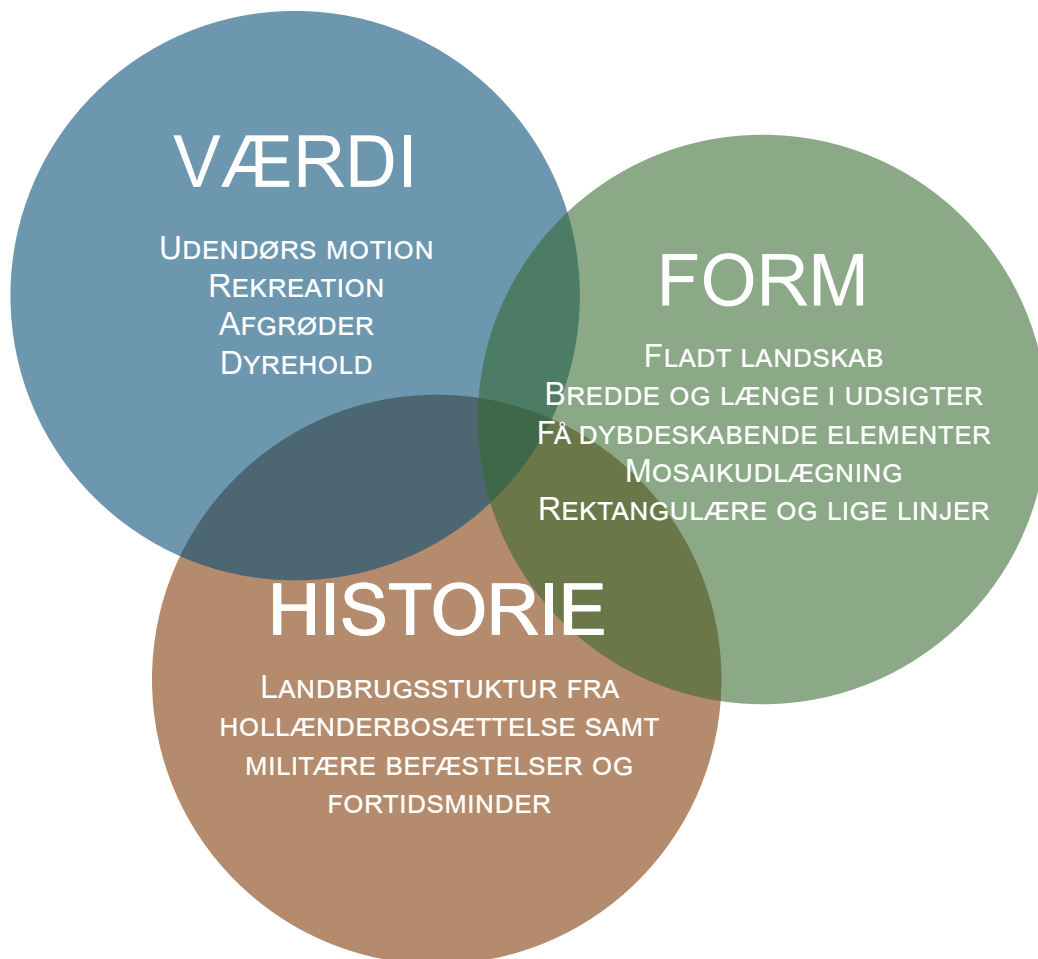 VÆRDI
UDENDØRS MOTION
REKREATION
AFGRØDER
DYREHOLD
FORM
FLADT LANDSKAB
BREDDE OG LÆNGE I UDSIGTER
FÅ DYBDESKABENDE ELEMENTER
MOSAIKUDLÆGNING
REKTANGULÆRE OG LIGE LINJER
HISTORIE
LANDBRUGSSTUKTUR FRA
HOLLÆNDERBOSÆTTELSE SAMT
MILITÆRE BEFÆSTELSER OG
FORTIDSMINDER